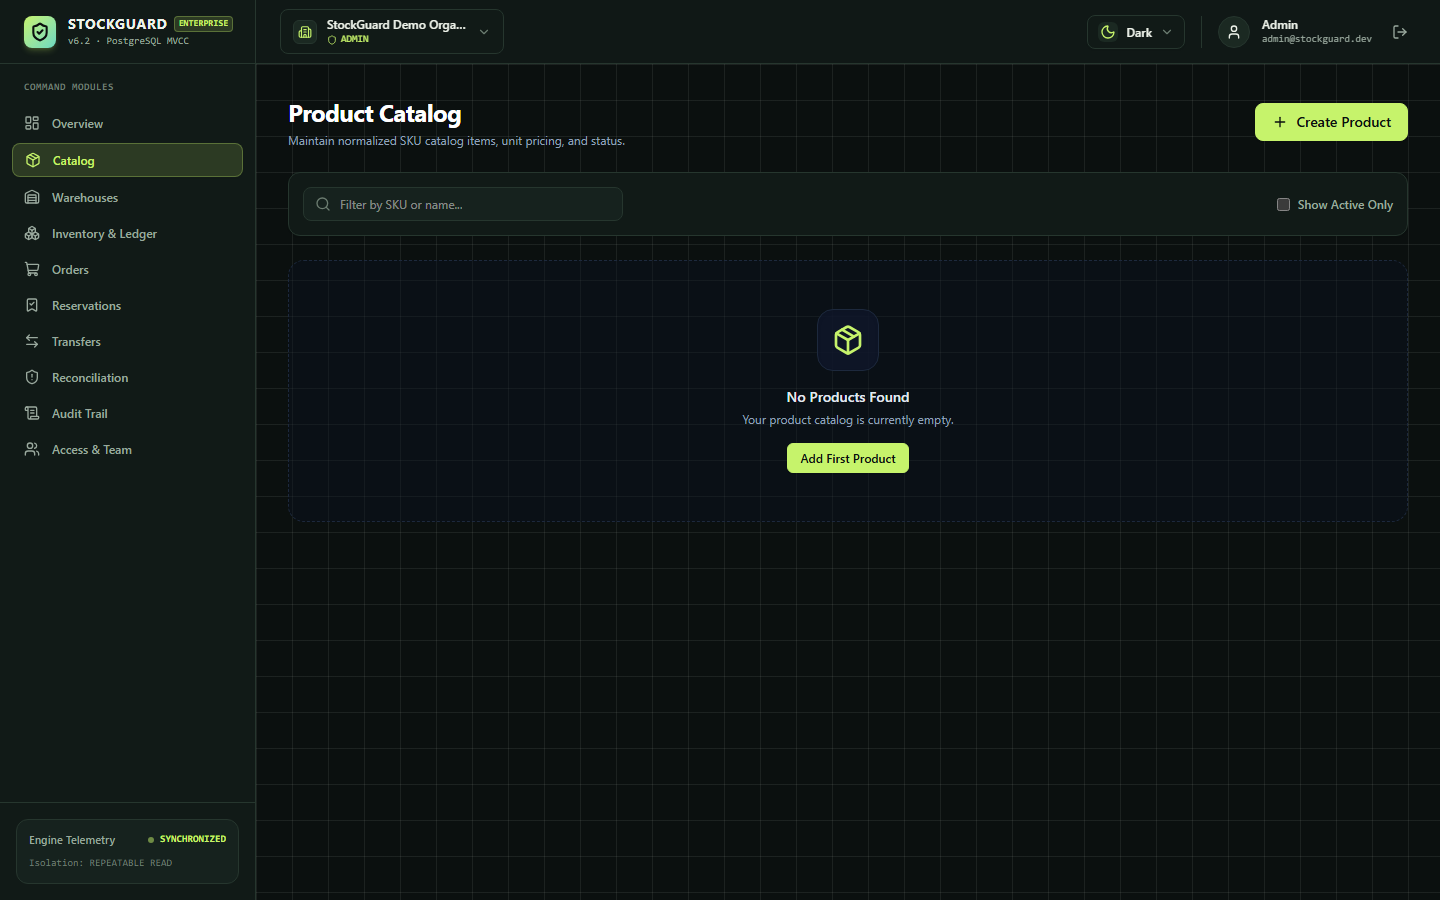 STOCKGUARD ENTERPRISE
v6.2 · PostgreSQL MVCC
StockGuard Demo Orga...
ADMIN
Dark
Admin
admin@stockguard.dev
COMMAND MODULES
Overview
Catalog
Warehouses
Inventory & Ledger
Orders
Reservations
Transfers
Reconciliation
Audit Trail
Access & Team
Engine Telemetry
SYNCHRONIZED
Isolation: REPEATABLE READ
Product Catalog
Maintain normalized SKU catalog items, unit pricing, and status.
Create Product
Filter by SKU or name...
Show Active Only
No Products Found
Your product catalog is currently empty.
Add First Product